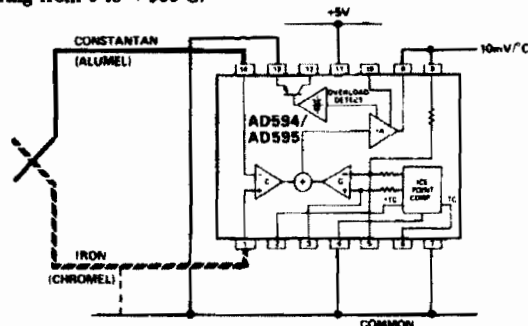 +5V
CONSTANTAN
(ALUMEL)
10mV/°C
14 13 12 11 10 9 8
OVERLOAD
DETECT
AD594/
AD595
-A
G
+
G
ICE
POINT
COMP
+TC
-TC
1 2 3 4 5 6 7
IRON
(CHROMEL)
COMMON